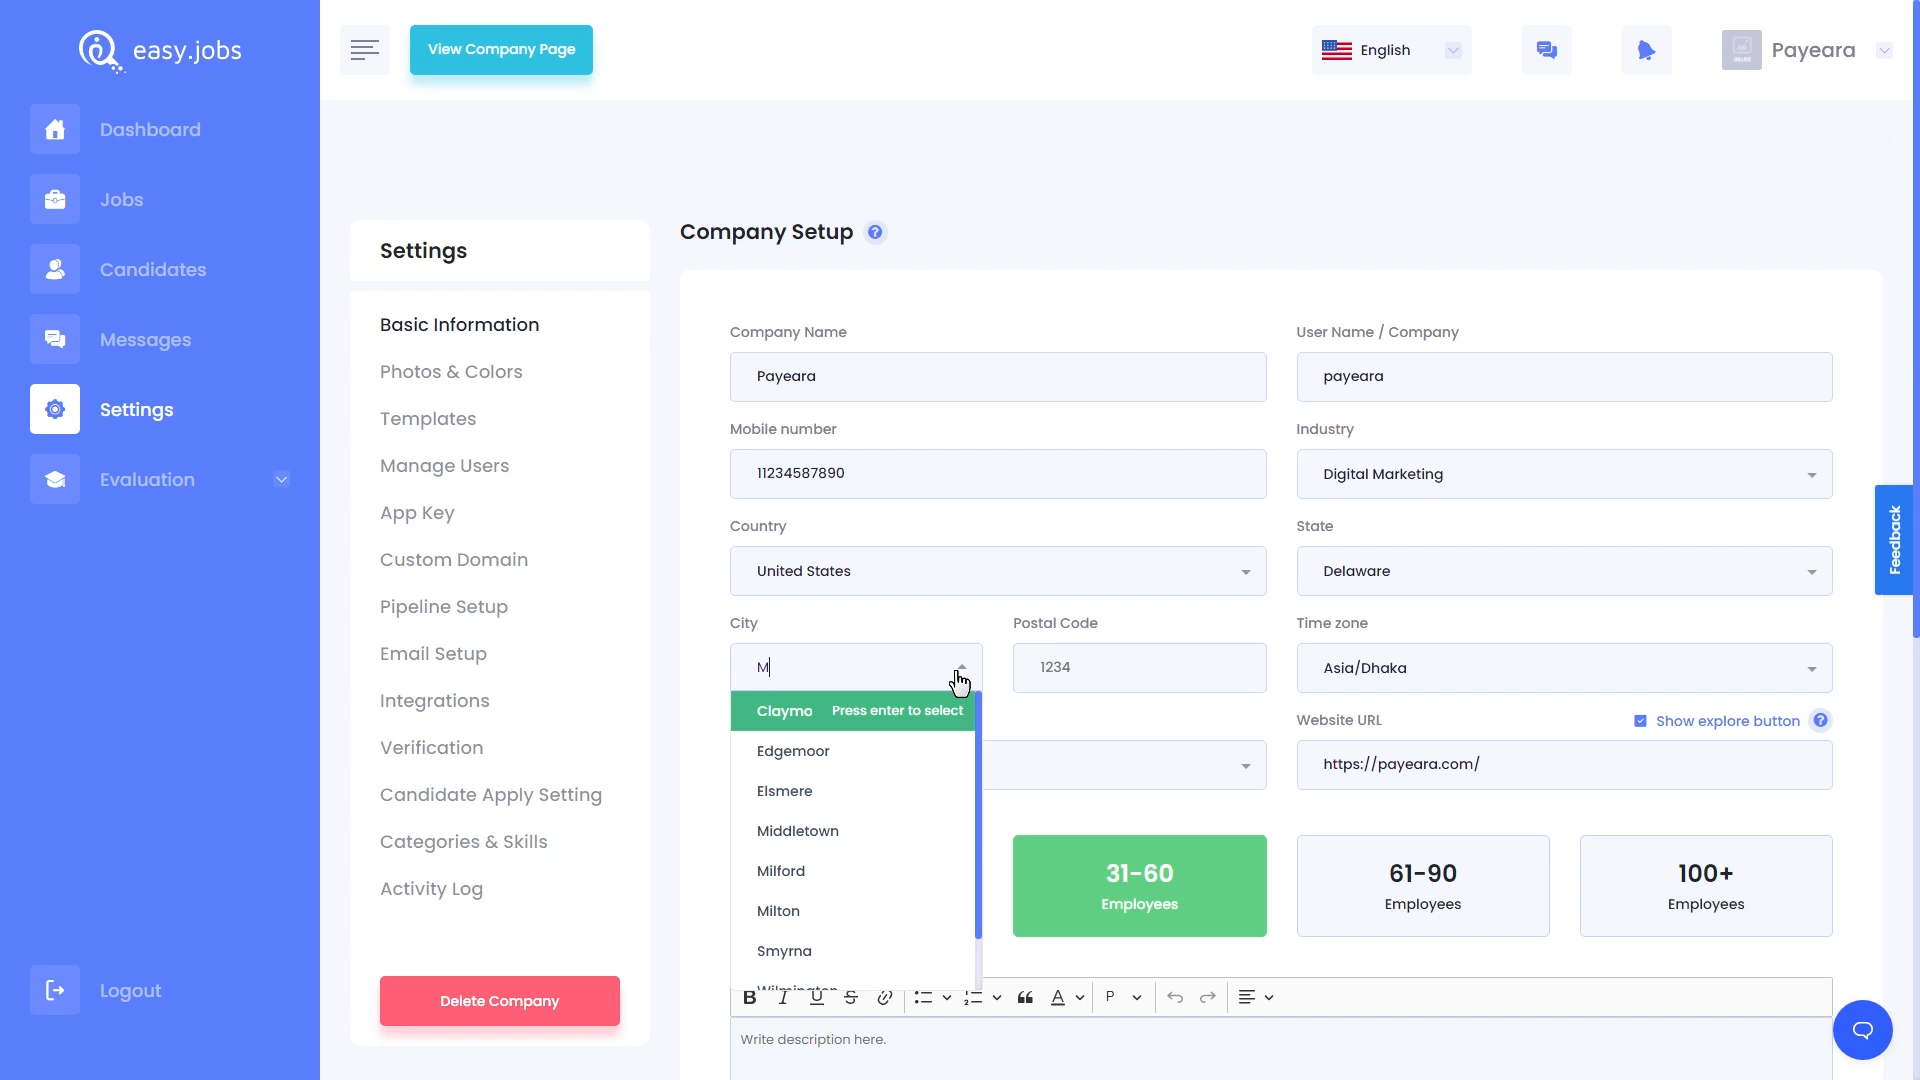 easy.jobs
View Company Page
English
Payeara
Dashboard
Jobs
Candidates
Messages
Settings
Evaluation
Logout
Settings
Basic Information
Photos & Colors
Templates
Manage Users
App Key
Custom Domain
Pipeline Setup
Email Setup
Integrations
Verification
Candidate Apply Setting
Categories & Skills
Activity Log
Delete Company
Company Setup ?
Company Name
Payeara
User Name / Company
payeara
Mobile number
11234587890
Industry
Digital Marketing
Country
United States
State
Delaware
City
M
Postal Code
1234
Time zone
Asia/Dhaka
Claymo Press enter to select
Edgemoor
Elsmere
Middletown
Milford
Milton
Smyrna
Wilmington
Website URL
Show explore button ?
https://payeara.com/
31-60
Employees
61-90
Employees
100+
Employees
B I U S A P
Write description here.
Feedback